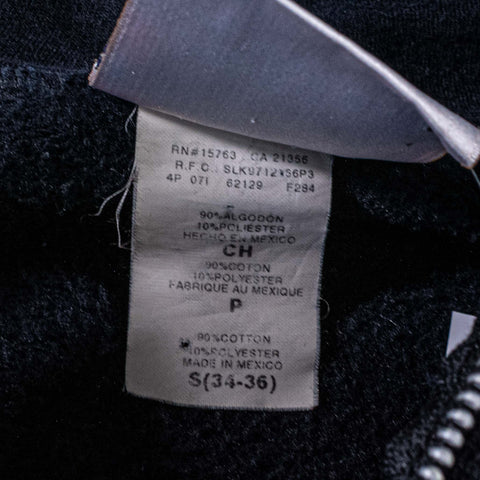 RN#15763 CA 21356
R.F.C. SLK9712XS6P3
4P 071 62129 F284
90%ALGODON
10%POLIESTER
HECHO EN MEXICO
CH
90%COTON
10%POLYESTER
FABRIQUE AU MEXIQUE
P
90%COTTON
10%POLYESTER
MADE IN MEXICO
S(34-36)